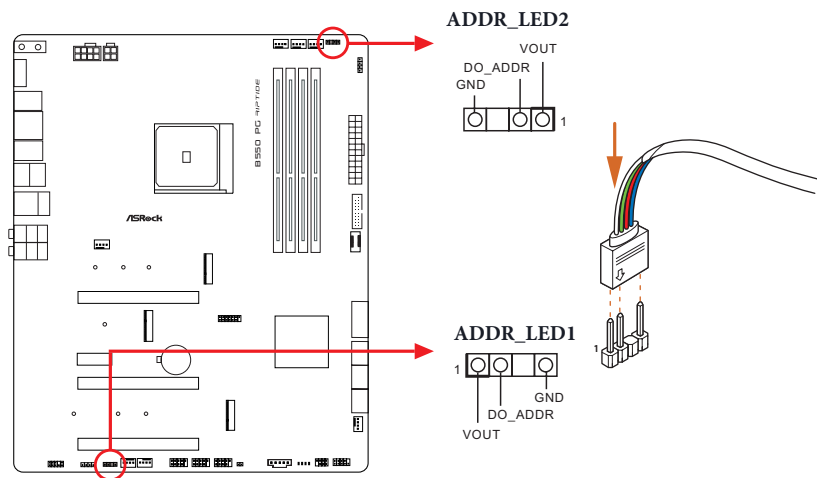 ADDR_LED2
VOUT
DO_ADDR
GND
1
B550 PG RIPTIDE
ASRock
1
ADDR_LED1
1
GND
DO_ADDR
VOUT